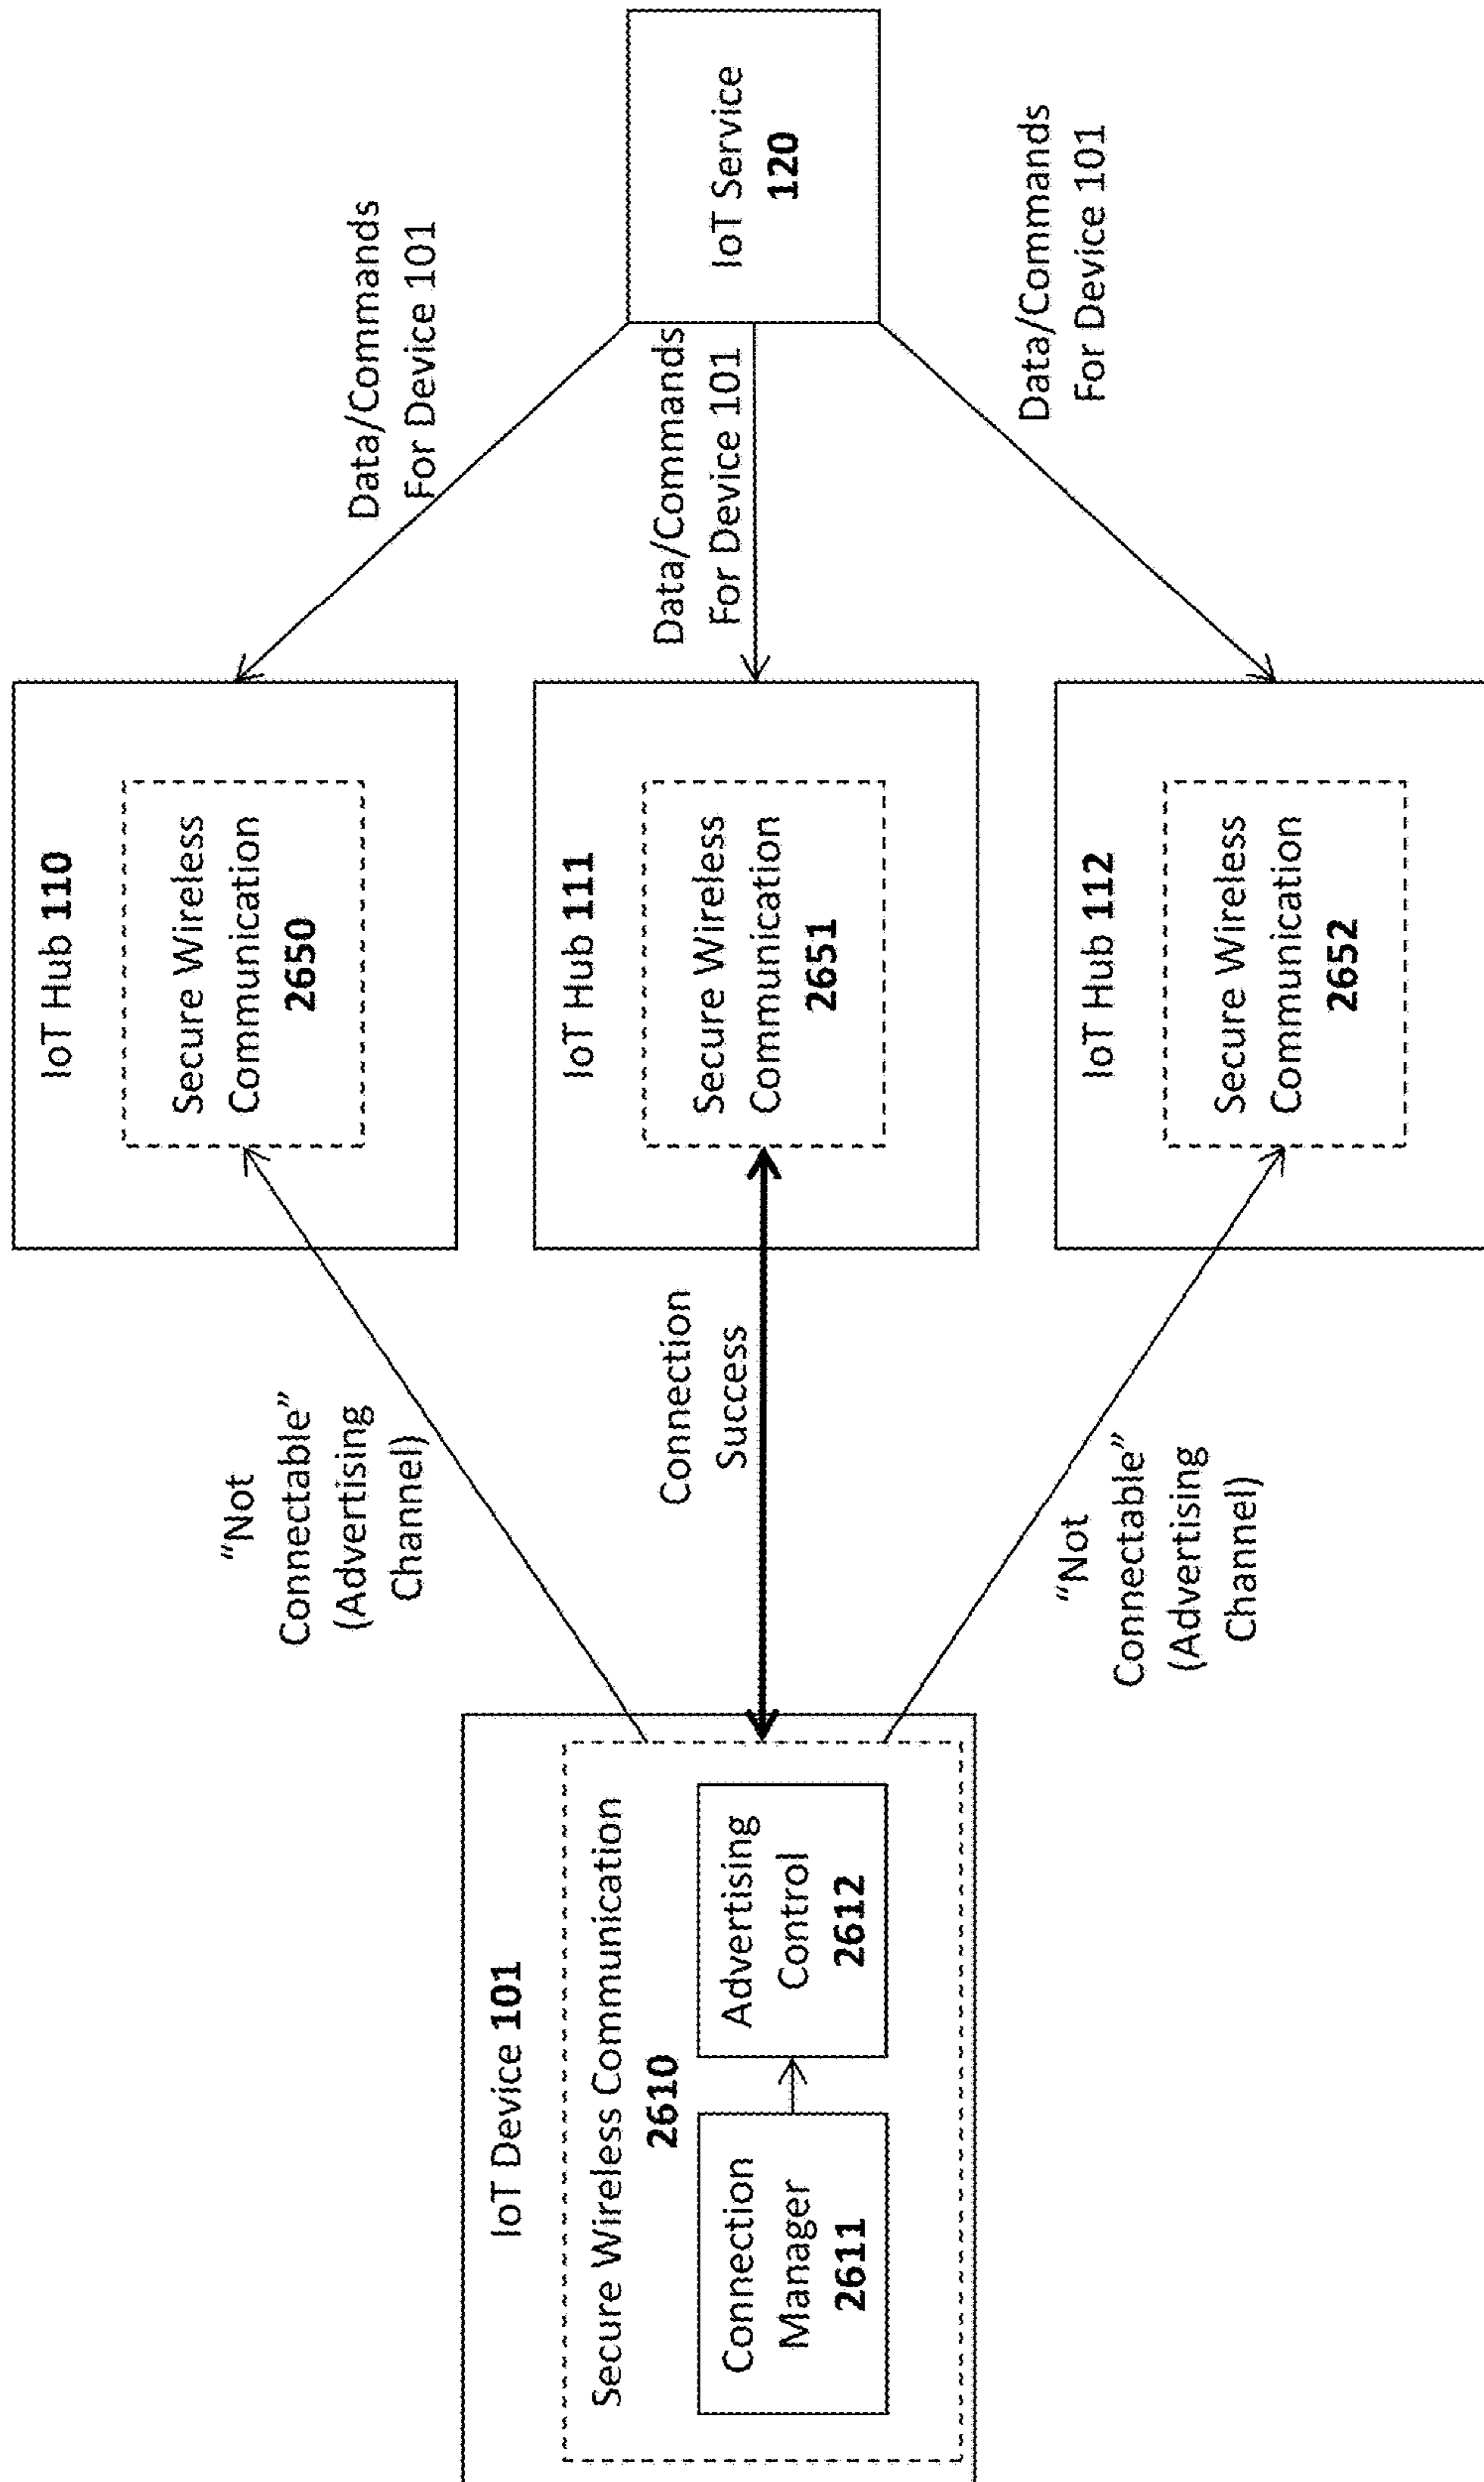 IoT Device 101
Secure Wireless Communication
2610
Connection
Manager
2611
Advertising
Control
2612
“Not
Connectable”
(Advertising
Channel)
Connection
Success
“Not
Connectable”
(Advertising
Channel)
IoT Hub 110
Secure Wireless
Communication
2650
IoT Hub 111
Secure Wireless
Communication
2651
IoT Hub 112
Secure Wireless
Communication
2652
Data/Commands
For Device 101
Data/Commands
For Device 101
Data/Commands
For Device 101
IoT Service
120